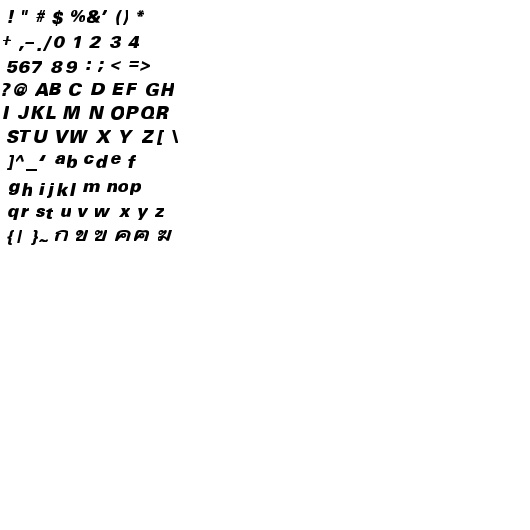 ! " # $ %&' () *
+ ,-./0 1 2 3 4
567 89 : ; < =>
?@ AB C D EF GH
I JKL M N OPQR
STU VW X Y Z[ \
]^_‘ ab cde f
gh ijkl m nop
qr st u v w x y z
{| }~ ก ข ฃ คฅ ฆ